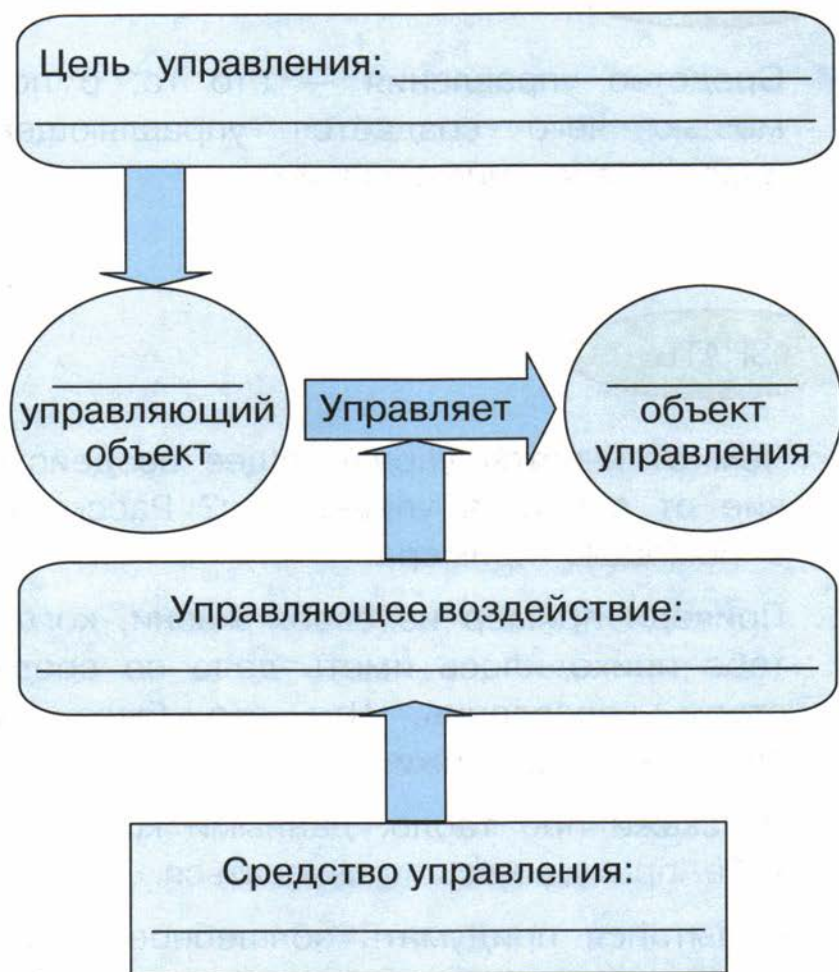 Цель управления:
управляющий
объект
Управляет
объект
управления
Управляющее воздействие:
Средство управления: